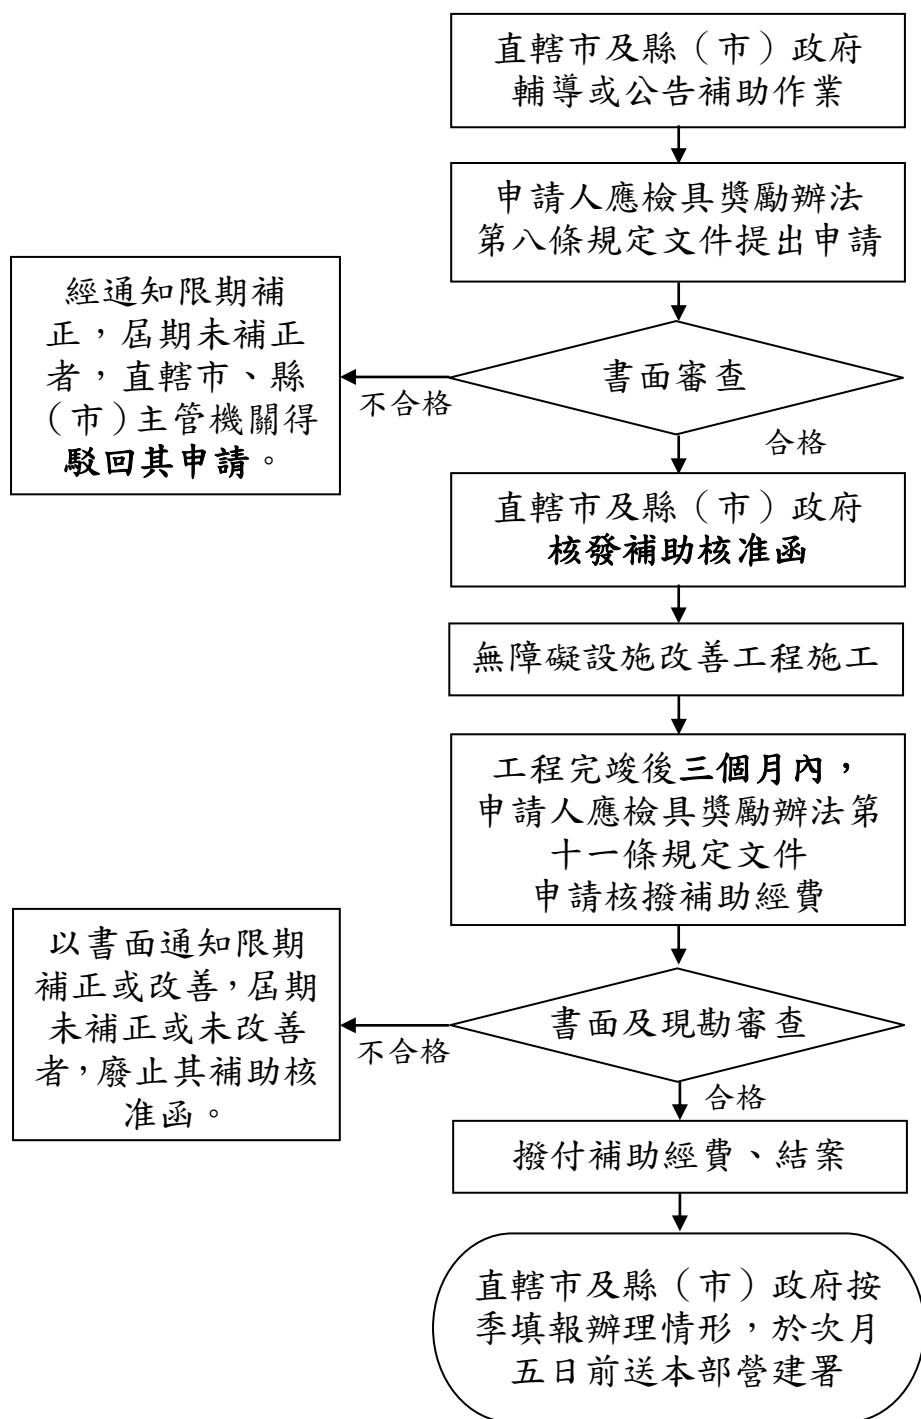 直轄市及縣（市）政府
輔導或公告補助作業
申請人應檢具獎勵辦法
第八條規定文件提出申請
經通知限期補
正，屆期未補正
者，直轄市、縣
（市）主管機關得
駁回其申請。
書面審查
不合格
合格
直轄市及縣（市）政府
核發補助核准函
無障礙設施改善工程施工
工程完竣後三個月內，
申請人應檢具獎勵辦法第
十一條規定文件
申請核撥補助經費
以書面通知限期
補正或改善，屆期
未補正或未改善
者，廢止其補助核
准函。
書面及現勘審查
不合格
合格
撥付補助經費、結案
直轄市及縣（市）政府按
季填報辦理情形，於次月
五日前送本部營建署